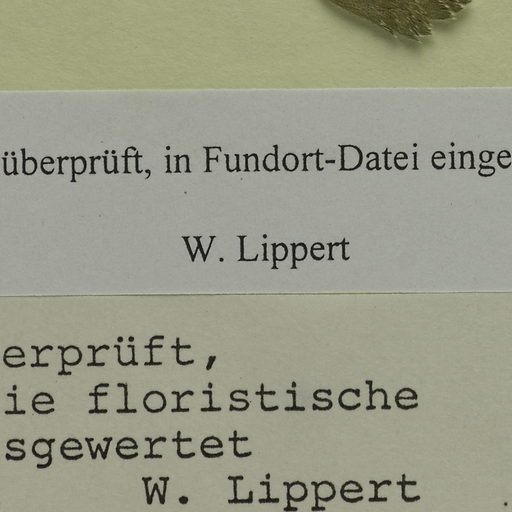 überprüft, in Fundort-Datei einge
W. Lippert
erprüft,
ie floristische
sgewertet
W. Lippert